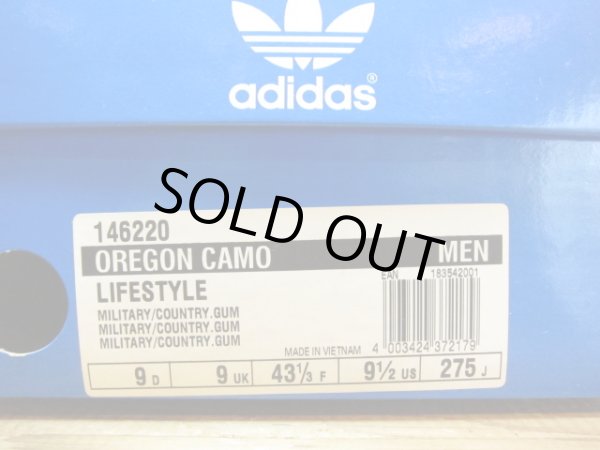 adidas®
SOLD OUT
146220
OREGON CAMO MEN
LIFESTYLE
EAN 183542001
MILITARY/COUNTRY.GUM
MILITARY/COUNTRY.GUM
MILITARY/COUNTRY.GUM
MADE IN VIETNAM
4 003424 372179
9 D 9 UK 43⅓ F 9½ US 275 J